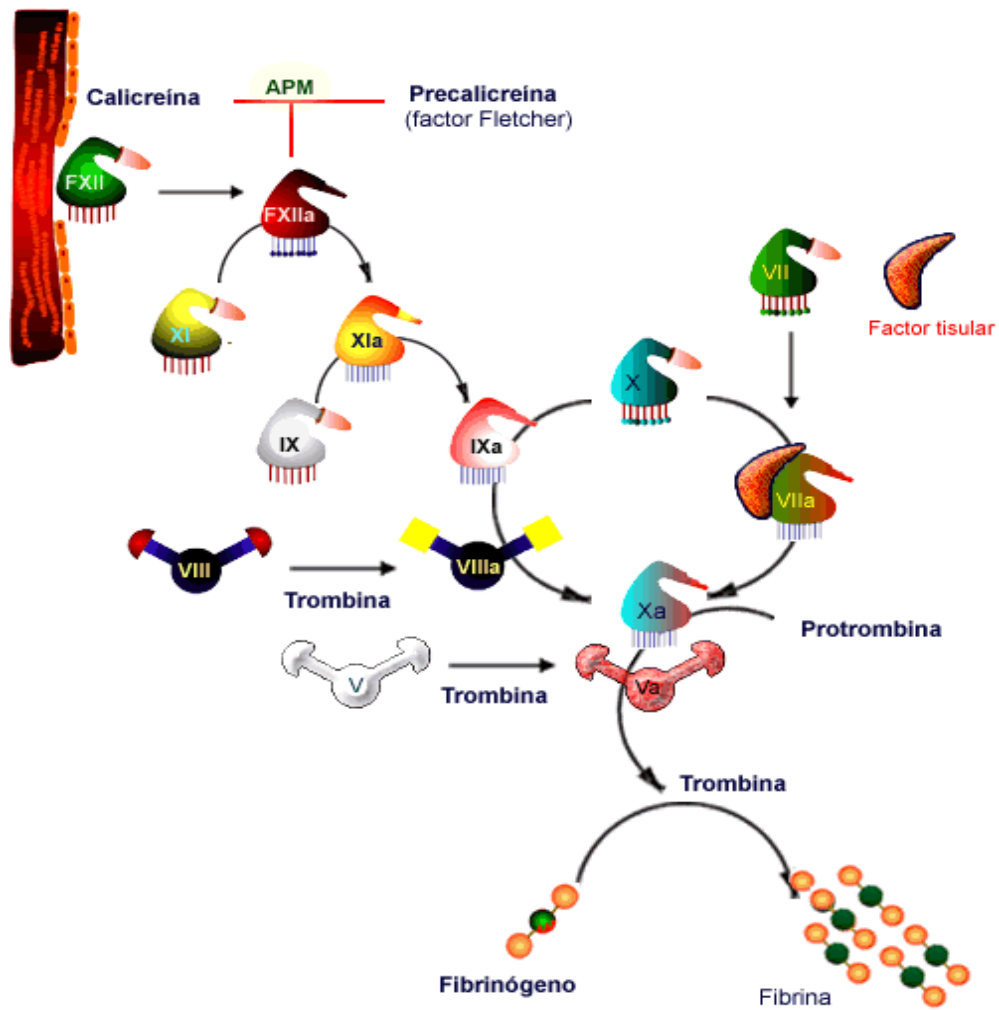 APM
Calicreína
Precalicreína
(factor Fletcher)
FXII
FXIIa
VII
Factor tisular
XI
XIa
X
IX
IXa
VIIa
VIII
Trombina
VIIIa
Xa
Protrombina
V
Trombina
Va
Trombina
Fibrinógeno
Fibrina